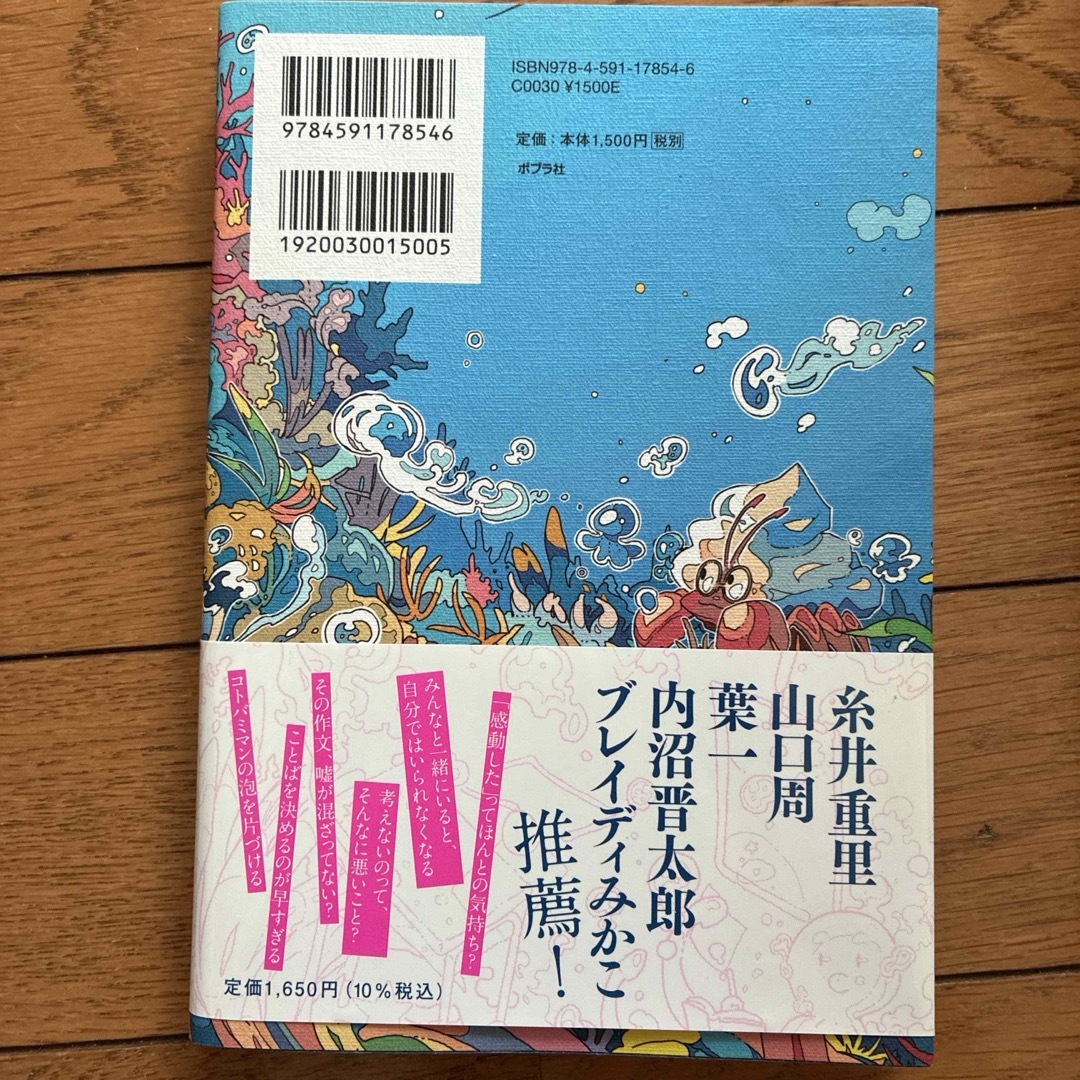 ISBN978-4-591-17854-6
C0030 ¥1500E
9784591178546
定価：本体1,500円 税別
ポプラ社
1920030015005
糸井重里
山口周
葉一
内沼晋太郎
ブレイディみかこ
推薦！
「感動した」ってほんとの気持ち？
みんなと一緒にいると、
自分ではいられなくなる
考えないのって、
そんなに悪いこと？
その作文、嘘が混ざってない？
ことばを決めるのが早すぎる
コトバミマンの泡を片づける
定価1,650円（10％税込）